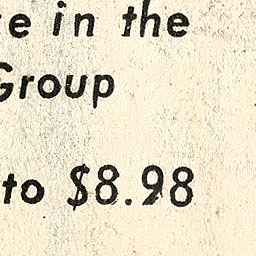 in the
Group
to $8.98